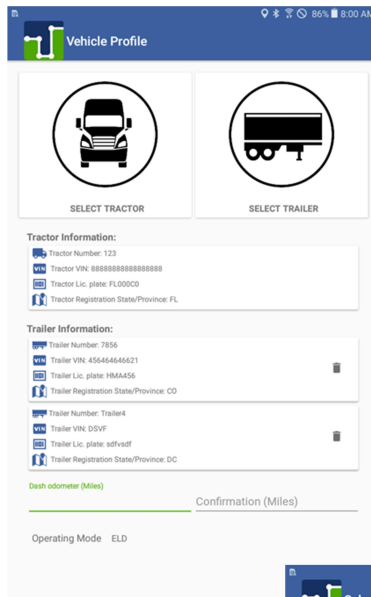 86% 8:00 AM
Vehicle Profile
SELECT TRACTOR
SELECT TRAILER
Tractor Information:
Tractor Number: 123
VIN Tractor VIN: 88888888888888888
Tractor Lic. plate: FL000C0
Tractor Registration State/Province: FL
Trailer Information:
Trailer Number: 7856
VIN Trailer VIN: 456464646621
Trailer Lic. plate: HMA456
Trailer Registration State/Province: CO
Trailer Number: Trailer4
VIN Trailer VIN: DSVF
Trailer Lic. plate: sdfvsdf
Trailer Registration State/Province: DC
Dash odometer (Miles)
Confirmation (Miles)
Operating Mode ELD